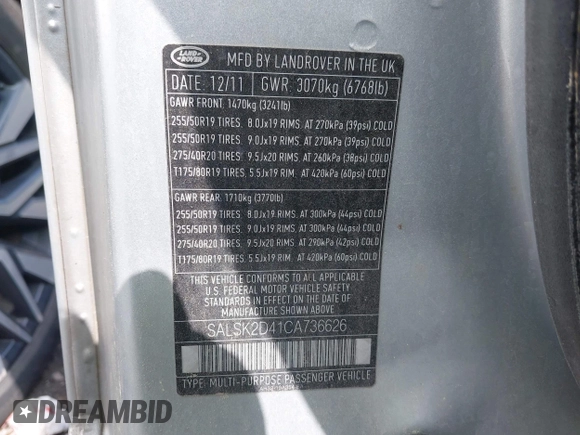 LAND ROVER
MFD BY LANDROVER IN THE UK
DATE: 12/11 GWR: 3070kg (6768lb)
GAWR FRONT: 1470kg (3241lb)
255/50R19 TIRES. 8.0Jx19 RIMS. AT 270kPa (39psi) COLD
255/50R19 TIRES. 9.0Jx19 RIMS. AT 270kPa (39psi) COLD
275/40R20 TIRES. 9.5Jx20 RIMS. AT 260kPa (38psi) COLD
T175/80R19 TIRES. 5.5Jx19 RIM. AT 420kPa (60psi) COLD
GAWR REAR: 1710kg (3770lb)
255/50R19 TIRES. 8.0Jx19 RIMS. AT 300kPa (44psi) COLD
255/50R19 TIRES. 9.0Jx19 RIMS. AT 300kPa (44psi) COLD
275/40R20 TIRES. 9.5Jx20 RIMS. AT 290kPa (42psi) COLD
T175/80R19 TIRES. 5.5Jx19 RIM. AT 420kPa (60psi) COLD
THIS VEHICLE CONFORMS TO ALL APPLICABLE
U.S. FEDERAL MOTOR VEHICLE SAFETY
STANDARDS IN EFFECT ON THE DATE OF
MANUFACTURE SHOWN ABOVE
SALSK2D41CA736626
TYPE: MULTI-PURPOSE PASSENGER VEHICLE
DREAMBID